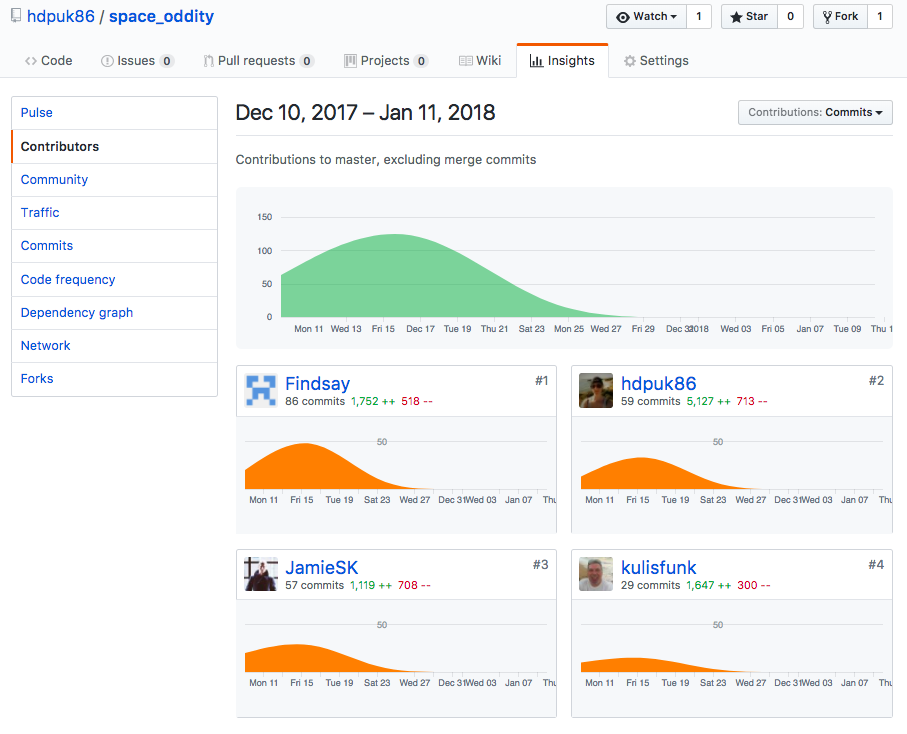 hdpuk86 / space_oddity
Watch 1 Star 0 Fork 1
Code Issues 0 Pull requests 0 Projects 0 Wiki Insights Settings
Pulse
Contributors
Community
Traffic
Commits
Code frequency
Dependency graph
Network
Forks
Dec 10, 2017 – Jan 11, 2018
Contributions: Commits
Contributions to master, excluding merge commits
150
100
50
0
Mon 11 Wed 13 Fri 15 Dec 17 Tue 19 Thu 21 Sat 23 Mon 25 Wed 27 Fri 29 Dec 31 2018 Wed 03 Fri 05 Jan 07 Tue 09 Thu 1
Findsay #1
86 commits 1,752 ++ 518 --
50
Mon 11 Fri 15 Tue 19 Sat 23 Wed 27 Dec 31 Wed 03 Jan 07 Thu
hdpuk86 #2
59 commits 5,127 ++ 713 --
50
Mon 11 Fri 15 Tue 19 Sat 23 Wed 27 Dec 31 Wed 03 Jan 07 Thu
JamieSK #3
57 commits 1,119 ++ 708 --
50
Mon 11 Fri 15 Tue 19 Sat 23 Wed 27 Dec 31 Wed 03 Jan 07 Thu
kulisfunk #4
29 commits 1,647 ++ 300 --
50
Mon 11 Fri 15 Tue 19 Sat 23 Wed 27 Dec 31 Wed 03 Jan 07 Thu